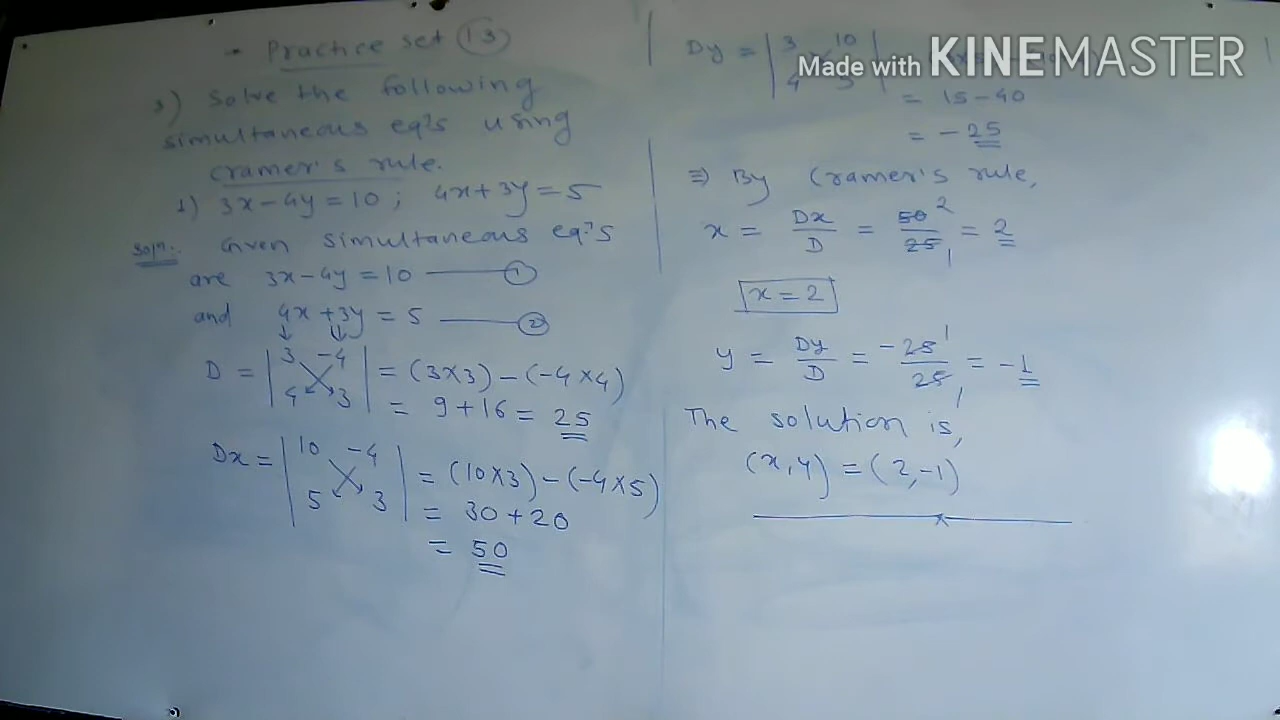 Practice set 13
3) Solve the following
simultaneous eqⁿs using
cramer's rule.
1) 3x-4y=10; 4x+3y=5
Solⁿ:- Given simultaneous eqⁿs
are 3x-4y=10 —— ①
and 4x+3y=5 —— ②
D = | 3 -4 | = (3×3)-(-4×4)
| 4 3 | = 9+16 = 25
Dx = | 10 -4 | = (10×3)-(-4×5)
| 5 3 | = 30+20
= 50
Dy = | 3 10 |
| 4 5 |
Made with KINEMASTER
= 15-40
= -25
⇒ By Cramer's rule,
x = Dx/D = 50/25 = 2
x=2
y = Dy/D = -25/25 = -1
The solution is,
(x,y) = (2,-1)